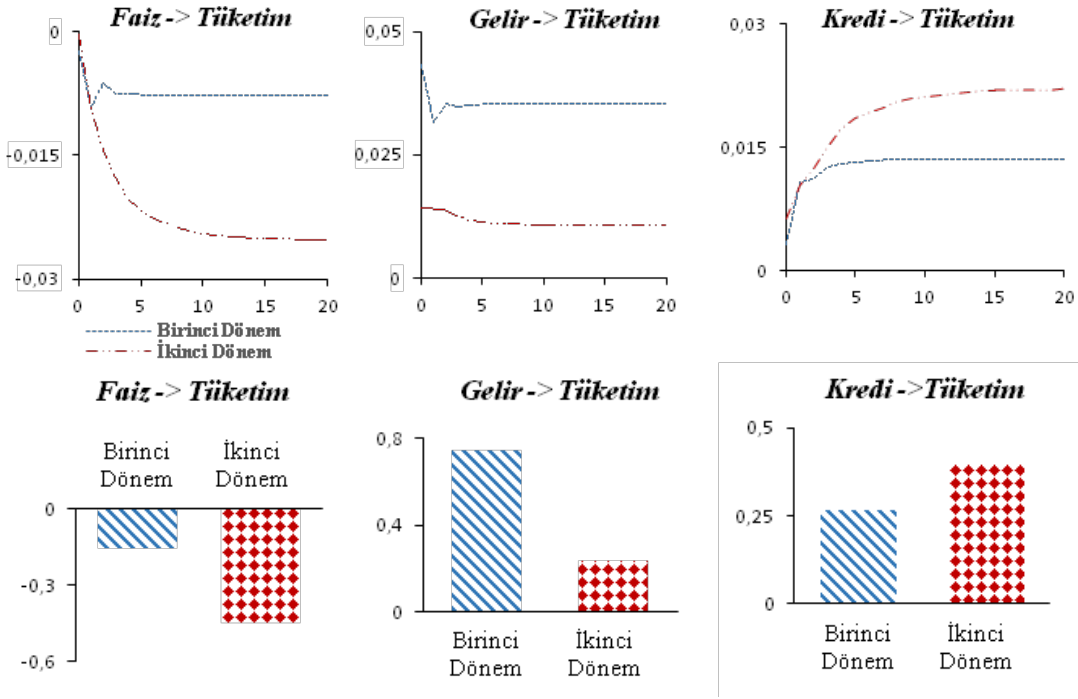 Faiz -> Tüketim
0
-0,015
-0,03
0
5
10
15
20
Birinci Dönem
İkinci Dönem
Gelir -> Tüketim
0,05
0,025
0
0
5
10
15
20
Kredi -> Tüketim
0,03
0,015
0
0
5
10
15
20
Faiz -> Tüketim
Birinci
Dönem
İkinci
Dönem
0
-0,3
-0,6
Gelir -> Tüketim
0,8
0,4
0
Birinci
Dönem
İkinci
Dönem
Kredi ->Tüketim
0,5
0,25
0
Birinci
Dönem
İkinci
Dönem